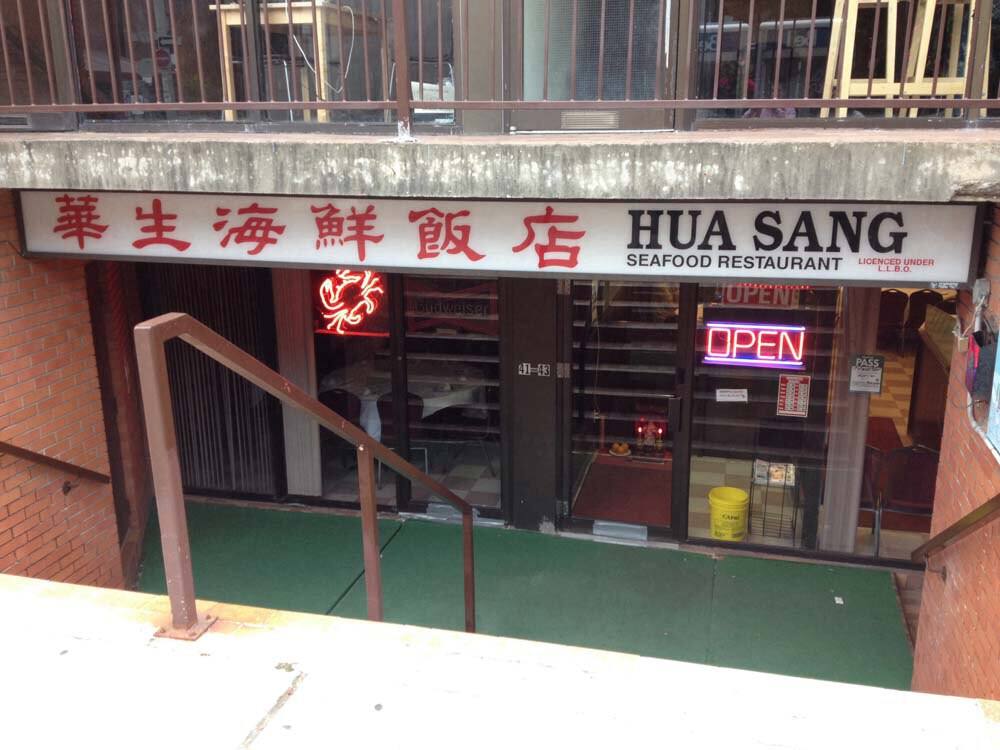 華生海鮮飯店
HUA SANG
SEAFOOD RESTAURANT
LICENCED UNDER
L.L.B.O.
Budweiser
OPEN
OPEN
41-43
PASS